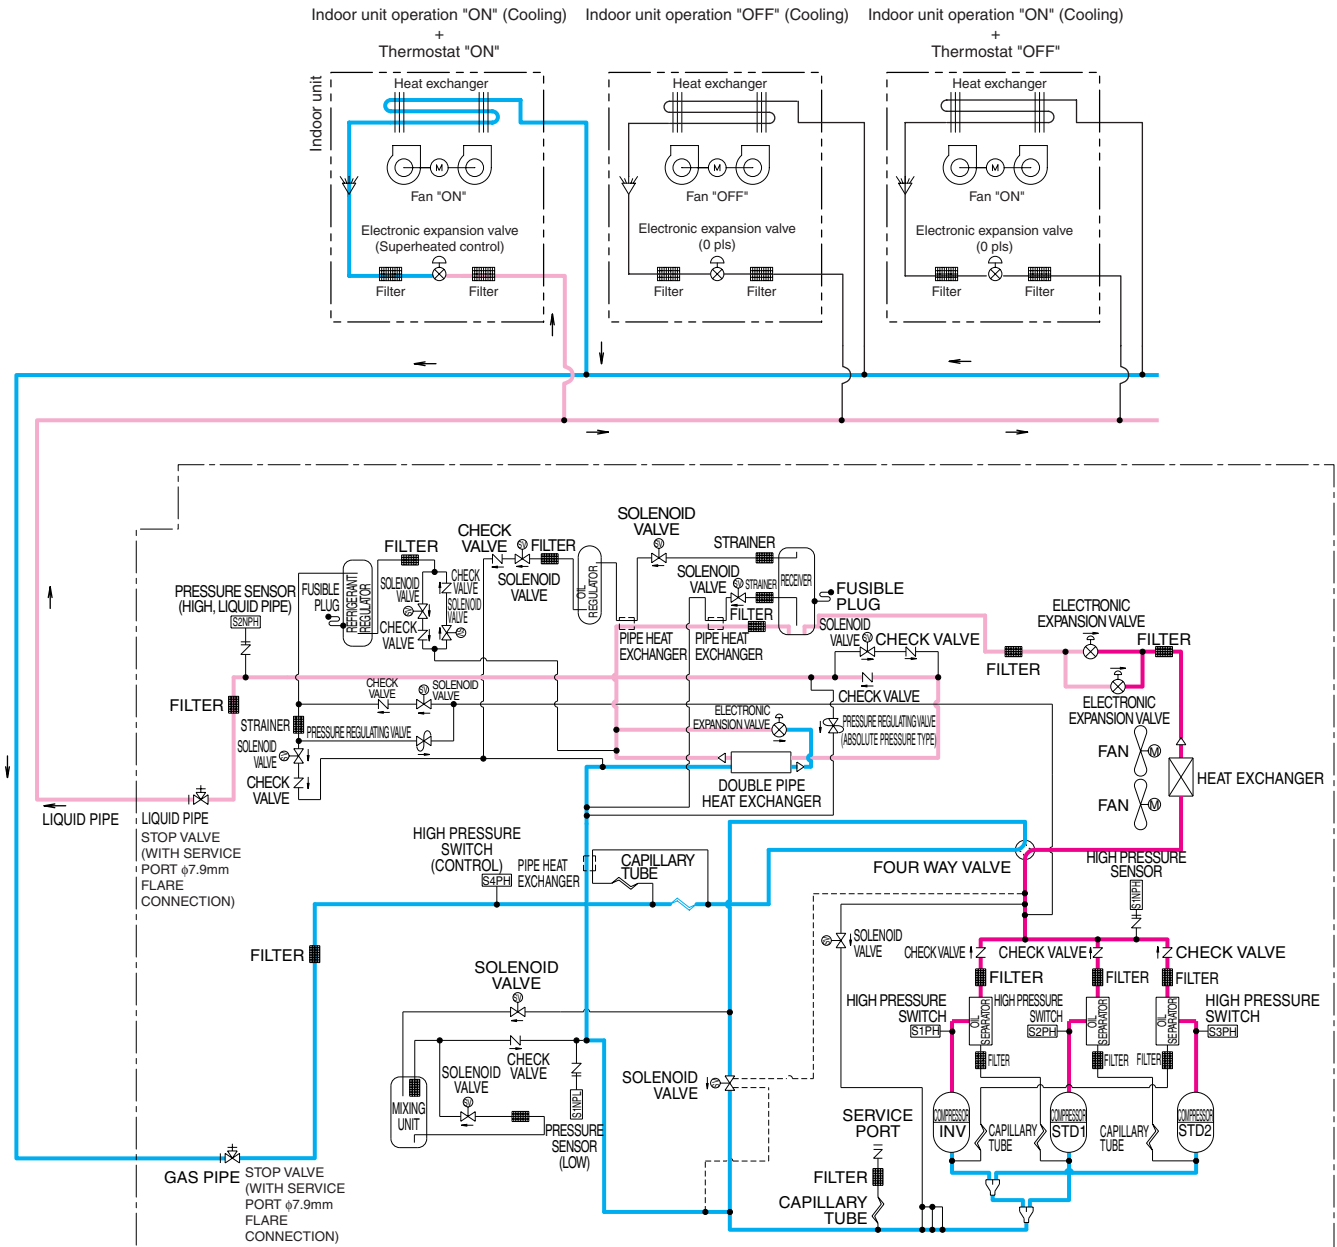 Indoor unit operation "ON" (Cooling)
+
Thermostat "ON"
Indoor unit operation "OFF" (Cooling)
Indoor unit operation "ON" (Cooling)
+
Thermostat "OFF"
Indoor unit
Heat exchanger
M
Fan "ON"
Electronic expansion valve
(Superheated control)
Filter
Filter
Heat exchanger
M
Fan "OFF"
Electronic expansion valve
(0 pls)
Filter
Filter
Heat exchanger
M
Fan "ON"
Electronic expansion valve
(0 pls)
Filter
Filter
PRESSURE SENSOR
(HIGH, LIQUID PIPE)
S2NPH
FUSIBLE
PLUG
REFRIGERANT
REGULATOR
FILTER
SOLENOID
VALVE
CHECK
VALVE
CHECK
VALVE
SOLENOID
VALVE
CHECK
VALVE
SV
SOLENOID
VALVE
FILTER
OIL
REGULATOR
SOLENOID
VALVE
SV
STRAINER
SOLENOID
VALVE
SV
STRAINER
FILTER
RECEIVER
FUSIBLE
PLUG
PIPE HEAT
EXCHANGER
PIPE HEAT
EXCHANGER
SOLENOID
VALVE
SV
CHECK VALVE
CHECK VALVE
FILTER
ELECTRONIC
EXPANSION VALVE
FILTER
ELECTRONIC
EXPANSION VALVE
FAN
M
FAN
M
HEAT EXCHANGER
FILTER
CHECK
VALVE
SV
SOLENOID
VALVE
STRAINER
PRESSURE REGULATING VALVE
SOLENOID
VALVE
CHECK
VALVE
ELECTRONIC
EXPANSION VALVE
PRESSURE REGULATING VALVE
(ABSOLUTE PRESSURE TYPE)
DOUBLE PIPE
HEAT EXCHANGER
LIQUID PIPE
LIQUID PIPE
STOP VALVE
(WITH SERVICE
PORT φ7.9mm
FLARE
CONNECTION)
HIGH PRESSURE
SWITCH
(CONTROL)
S4PH
PIPE HEAT
EXCHANGER
CAPILLARY
TUBE
FOUR WAY VALVE
HIGH PRESSURE
SENSOR
S1NPH
FILTER
SOLENOID
VALVE
SV
SOLENOID
VALVE
CHECK VALVE
CHECK VALVE
CHECK VALVE
FILTER
FILTER
FILTER
HIGH PRESSURE
SWITCH
S1PH
OIL
SEPARATOR
HIGH PRESSURE
SWITCH
S2PH
OIL
SEPARATOR
OIL
SEPARATOR
HIGH PRESSURE
SWITCH
S3PH
FILTER
FILTER
FILTER
CHECK
VALVE
SOLENOID
VALVE
SV
MIXING
UNIT
S1NPL
PRESSURE
SENSOR
(LOW)
SOLENOID
VALVE
SERVICE
PORT
FILTER
CAPILLARY
TUBE
COMPRESSOR
INV
CAPILLARY
TUBE
COMPRESSOR
STD1
CAPILLARY
TUBE
COMPRESSOR
STD2
GAS PIPE
STOP VALVE
(WITH SERVICE
PORT φ7.9mm
FLARE
CONNECTION)